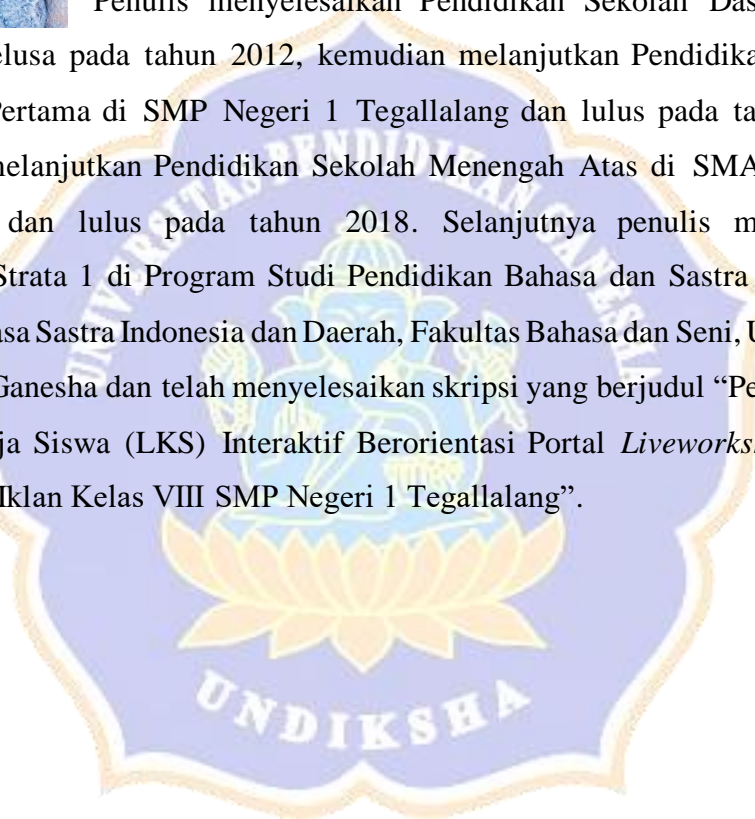 Penulis menyelesaikan Pendidikan Sekolah Das
elusa pada tahun 2012, kemudian melanjutkan Pendidika
Pertama di SMP Negeri 1 Tegallalang dan lulus pada ta
melanjutkan Pendidikan Sekolah Menengah Atas di SMA
dan lulus pada tahun 2018. Selanjutnya penulis m
Strata 1 di Program Studi Pendidikan Bahasa dan Sastra
asa Sastra Indonesia dan Daerah, Fakultas Bahasa dan Seni, U
Ganesha dan telah menyelesaikan skripsi yang berjudul “Pe
ja Siswa (LKS) Interaktif Berorientasi Portal Liveworks
Iklan Kelas VIII SMP Negeri 1 Tegallalang”.
UNIVERSITAS PENDIDIKAN GANESHA
UNDIKSHA